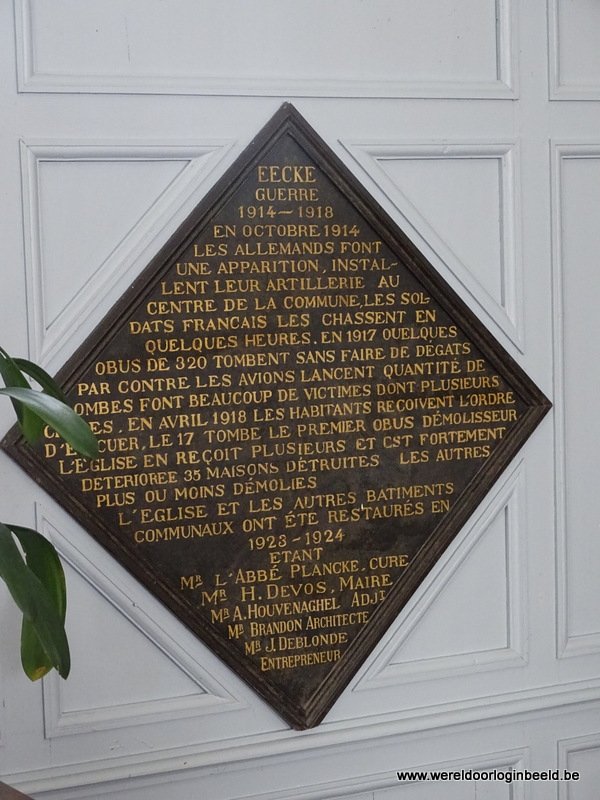 EECKE
GUERRE
1914 — 1918
EN OCTOBRE 1914
LES ALLEMANDS FONT
UNE APPARITION, INSTAL-
LENT LEUR ARTILLERIE AU
CENTRE DE LA COMMUNE, LES SOL-
DATS FRANCAIS LES CHASSENT EN
QUELQUES HEURES. EN 1917 QUELQUES
OBUS DE 320 TOMBENT SANS FAIRE DE DÉGATS
PAR CONTRE LES AVIONS LANCENT QUANTITÉ DE
OMBES FONT BEAUCOUP DE VICTIMES DONT PLUSIEURS
EN AVRIL 1918 LES HABITANTS REÇOIVENT L'ORDRE
CUER, LE 17 TOMBE LE PREMIER OBUS DÉMOLISSEUR
L'EGLISE EN REÇOIT PLUSIEURS ET EST FORTEMENT
DETERIOREE 35 MAISONS DÉTRUITES LES AUTRES
PLUS OU MOINS DÉMOLIES
L'EGLISE ET LES AUTRES BATIMENTS
COMMUNAUX ONT ÉTE RESTAURÉS EN
1923 - 1924
ETANT
MR L'ABBÉ PLANCKE. CURE
MR H. DEVOS, MAIRE
MR A. HOUVENAGHEL ADJT
MR BRANDON ARCHITECTE
MR J. DEBLONDE
ENTREPRENEUR
www.wereldoorloginbeeld.be